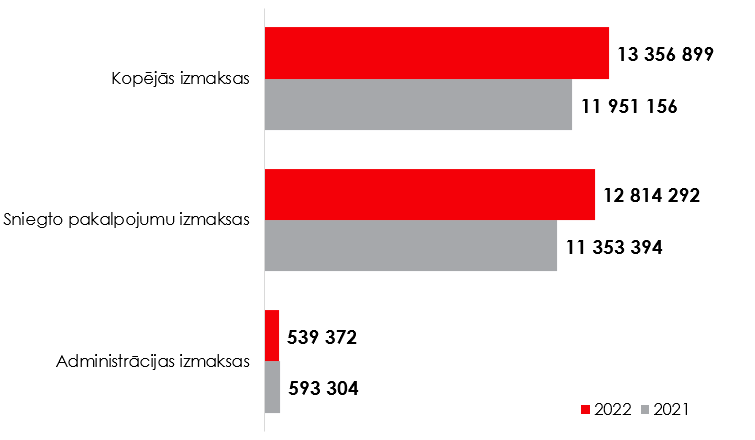 Kopējās izmaksas
13 356 899
11 951 156
Sniegto pakalpojumu izmaksas
12 814 292
11 353 394
Administrācijas izmaksas
539 372
593 304
2022 2021